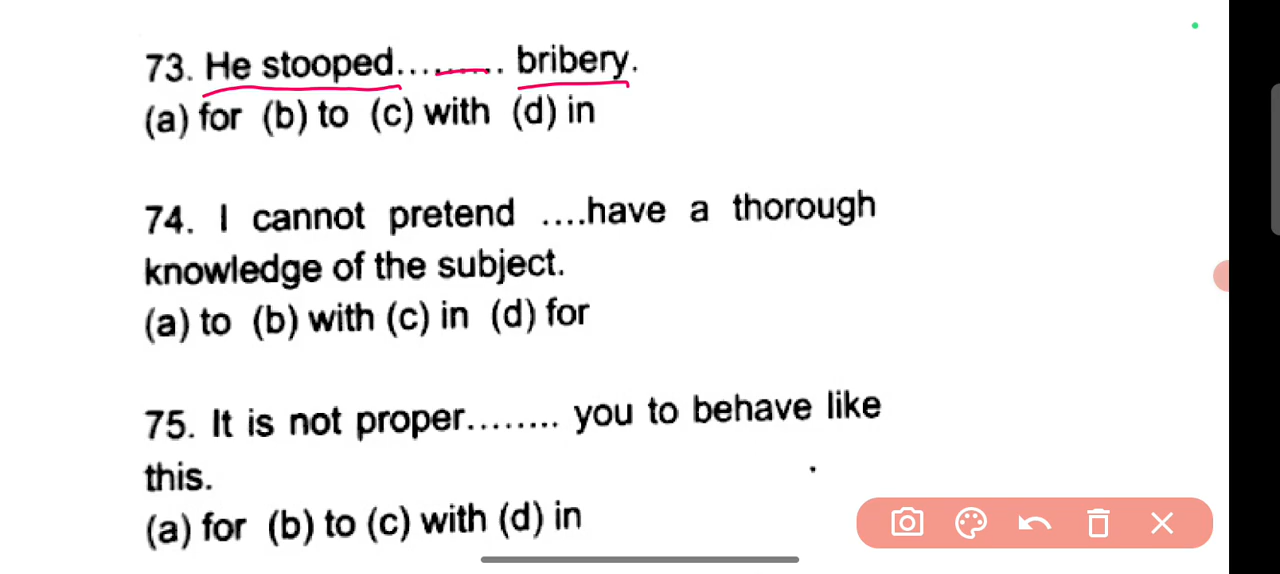 73. He stooped.......... bribery.
(a) for (b) to (c) with (d) in
74. I cannot pretend ....have a thorough
knowledge of the subject.
(a) to (b) with (c) in (d) for
75. It is not proper........ you to behave like
this.
(a) for (b) to (c) with (d) in